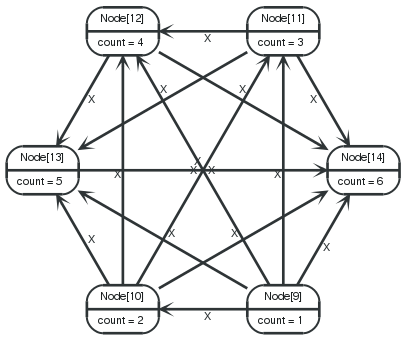 Node[12]
count = 4
Node[11]
count = 3
X
X
X
X
X
Node[13]
count = 5
X
X
X
Node[14]
count = 6
X
X
X
X
X
X
Node[10]
count = 2
X
Node[9]
count = 1